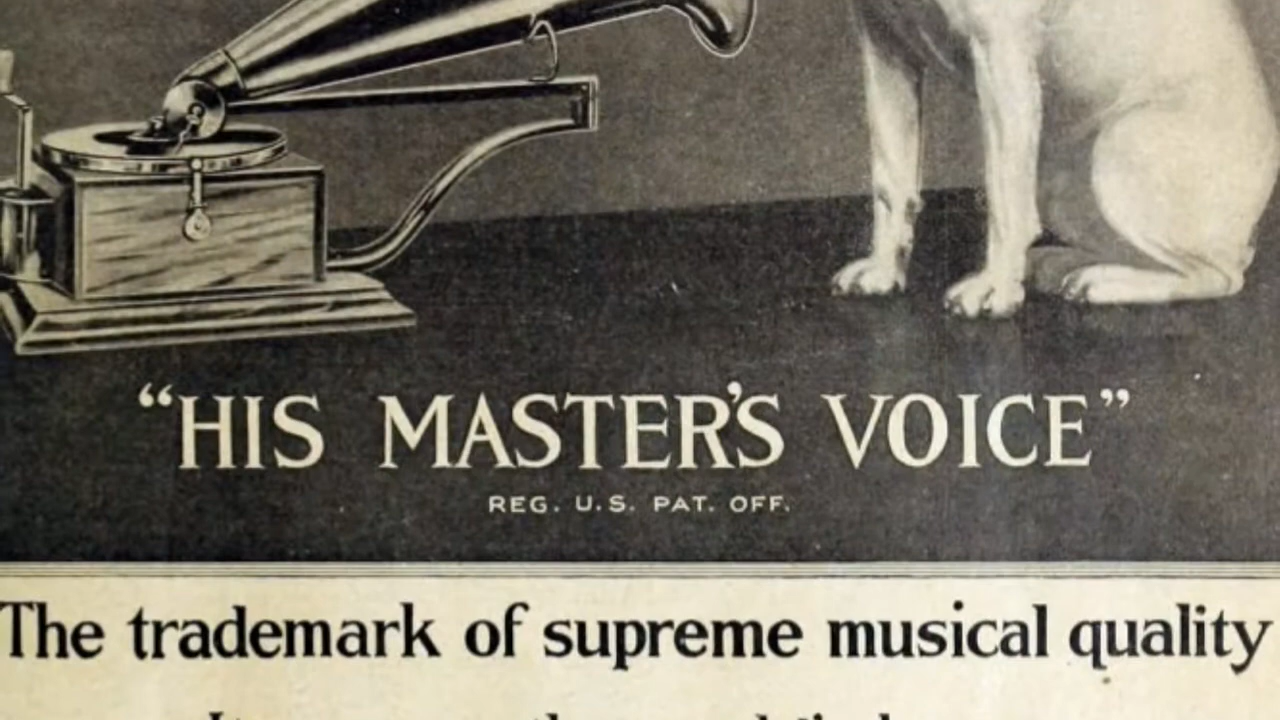 “HIS MASTER'S VOICE”
REG. U.S. PAT. OFF.
The trademark of supreme musical quality